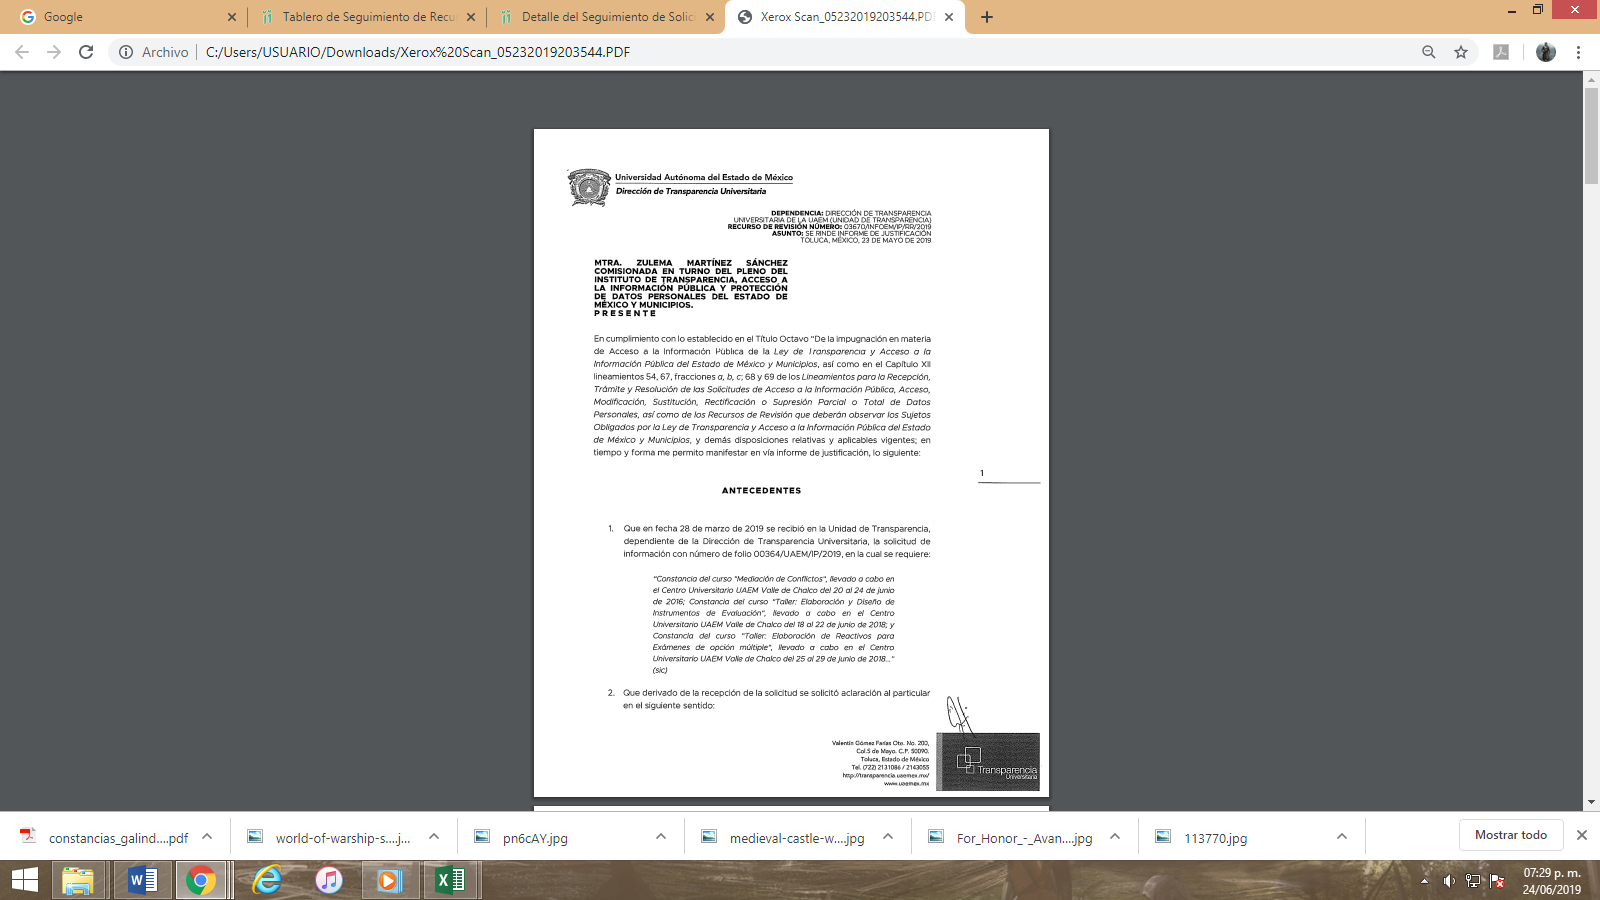 Google
Tablero de Seguimiento de Recu
Detalle del Seguimiento de Solici
Xerox Scan_05232019203544.PDF
Archivo
C:/Users/USUARIO/Downloads/Xerox%20Scan_05232019203544.PDF
Universidad Autónoma del Estado de México
Dirección de Transparencia Universitaria
DEPENDENCIA: DIRECCIÓN DE TRANSPARENCIA
UNIVERSITARIA DE LA UAEM (UNIDAD DE TRANSPARENCIA)
RECURSO DE REVISIÓN NÚMERO: 03670/INFOEM/IP/RR/2019
ASUNTO: SE RINDE INFORME DE JUSTIFICACIÓN
TOLUCA, MÉXICO, 23 DE MAYO DE 2019
MTRA. ZULEMA MARTÍNEZ SÁNCHEZ
COMISIONADA EN TURNO DEL PLENO DEL
INSTITUTO DE TRANSPARENCIA, ACCESO A
LA INFORMACIÓN PÚBLICA Y PROTECCIÓN
DE DATOS PERSONALES DEL ESTADO DE
MÉXICO Y MUNICIPIOS.
P R E S E N T E
En cumplimiento con lo establecido en el Título Octavo "De la impugnación en materia
de Acceso a la Información Pública de la Ley de Transparencia y Acceso a la
Información Pública del Estado de México y Municipios, así como en el Capítulo XII
lineamientos 54, 67, fracciones a, b, c; 68 y 69 de los Lineamientos para la Recepción,
Trámite y Resolución de las Solicitudes de Acceso a la Información Pública, Acceso,
Modificación, Sustitución, Rectificación o Supresión Parcial o Total de Datos
Personales, así como de los Recursos de Revisión que deberán observar los Sujetos
Obligados por la Ley de Transparencia y Acceso a la Información Pública del Estado
de México y Municipios, y demás disposiciones relativas y aplicables vigentes; en
tiempo y forma me permito manifestar en vía informe de justificación, lo siguiente:
1
ANTECEDENTES
1. Que en fecha 28 de marzo de 2019 se recibió en la Unidad de Transparencia,
dependiente de la Dirección de Transparencia Universitaria, la solicitud de
información con número de folio 00364/UAEM/IP/2019, en la cual se requiere:
"Constancia del curso "Mediación de Conflictos", llevado a cabo en
el Centro Universitario UAEM Valle de Chalco del 20 al 24 de junio
de 2016; Constancia del curso "Taller: Elaboración y Diseño de
Instrumentos de Evaluación", llevado a cabo en el Centro
Universitario UAEM Valle de Chalco del 18 al 22 de junio de 2018; y
Constancia del curso "Taller: Elaboración de Reactivos para
Exámenes de opción múltiple", llevado a cabo en el Centro
Universitario UAEM Valle de Chalco del 25 al 29 de junio de 2018..."
(sic)
2. Que derivado de la recepción de la solicitud se solicitó aclaración al particular
en el siguiente sentido:
Valentín Gómez Farías Ote. No. 200,
Col.5 de Mayo. C.P. 50090.
Toluca, Estado de México
Tel. (722) 2131086 / 2143055
http://transparencia.uaemex.mx/
www.uaemex.mx
Transparencia
Universitaria
constancias_galind....pdf
world-of-warship-s....j...
pn6cAY.jpg
medieval-castle-w....jpg
For_Honor_-_Avan....jpg
113770.jpg
Mostrar todo
07:29 p. m.
24/06/2019